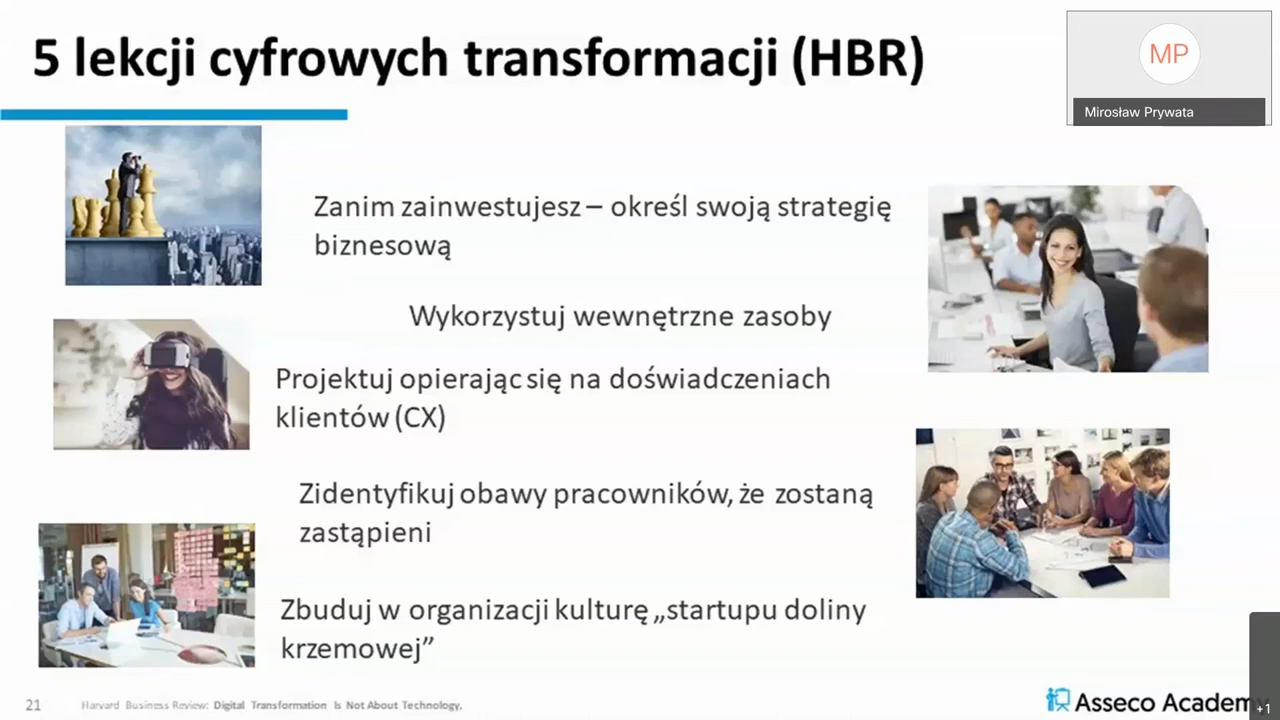 5 lekcji cyfrowych transformacji (HBR)
MP
Mirosław Prywata
Zanim zainwestujesz – określ swoją strategię
biznesową
Wykorzystuj wewnętrzne zasoby
Projektuj opierając się na doświadczeniach
klientów (CX)
Zidentyfikuj obawy pracowników, że zostaną
zastąpieni
Zbuduj w organizacji kulturę „startupu doliny
krzemowej”
21
Harvard Business Review: Digital Transformation Is Not About Technology.
Asseco Academy
+1